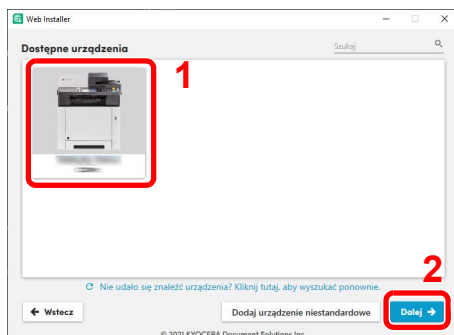 Web Installer
Dostępne urządzenia
Szukaj
1
2
Nie udało się znaleźć urządzenia? Kliknij tutaj, aby wyszukać ponownie.
Wstecz
Dodaj urządzenie niestandardowe
Dalej
© 2021 KYOCERA Document Solutions Inc.